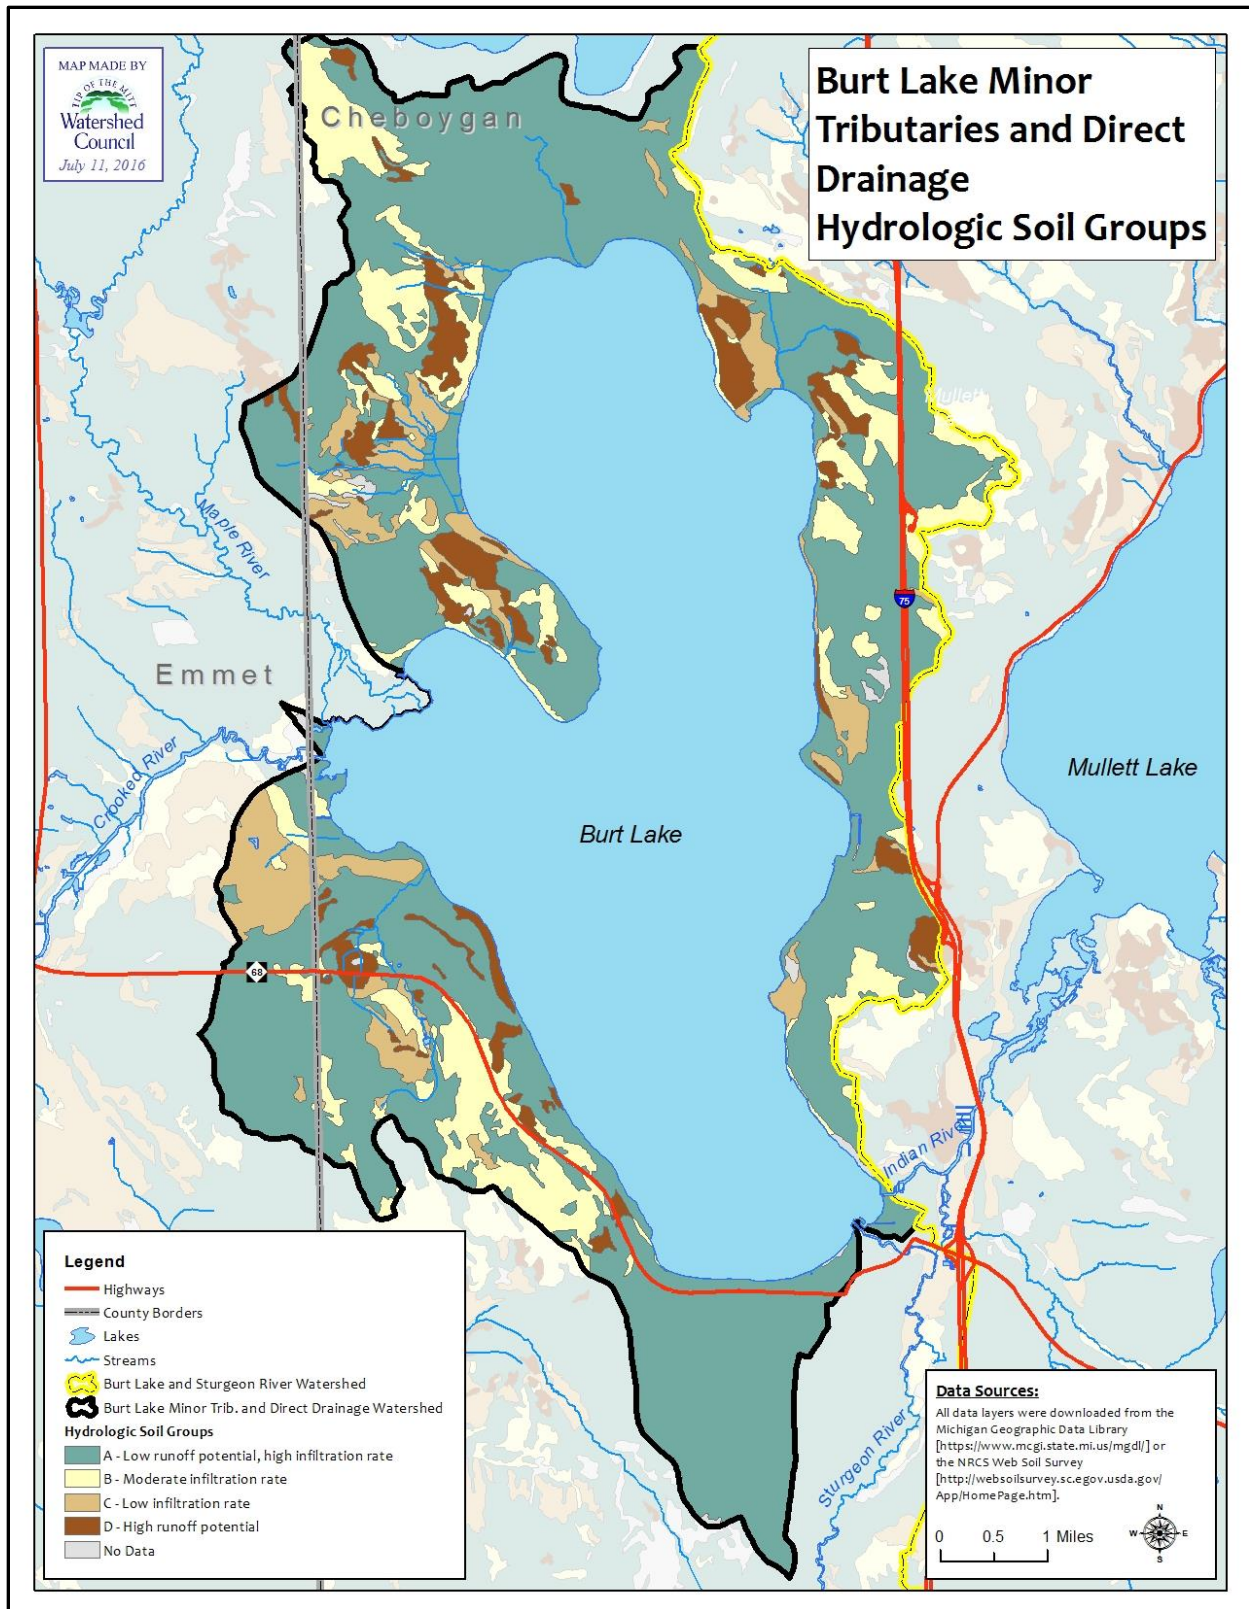 MAP MADE BY
TIP OF THE MITT
Watershed
Council
July 11, 2016
Burt Lake Minor
Tributaries and Direct
Drainage
Hydrologic Soil Groups
Cheboygan
Mullett
Maple River
75
Emmet
Crooked River
Mullett Lake
Burt Lake
68
Indian River
Sturgeon River
Legend
Highways
County Borders
Lakes
Streams
Burt Lake and Sturgeon River Watershed
Burt Lake Minor Trib. and Direct Drainage Watershed
Hydrologic Soil Groups
A - Low runoff potential, high infiltration rate
B - Moderate infiltration rate
C - Low infiltration rate
D - High runoff potential
No Data
Data Sources:
All data layers were downloaded from the
Michigan Geographic Data Library
[https://www.mcgi.state.mi.us/mgdl/] or
the NRCS Web Soil Survey
[http://websoilsurvey.sc.egov.usda.gov/
App/HomePage.htm].
0 0.5 1 Miles
N
W E
S